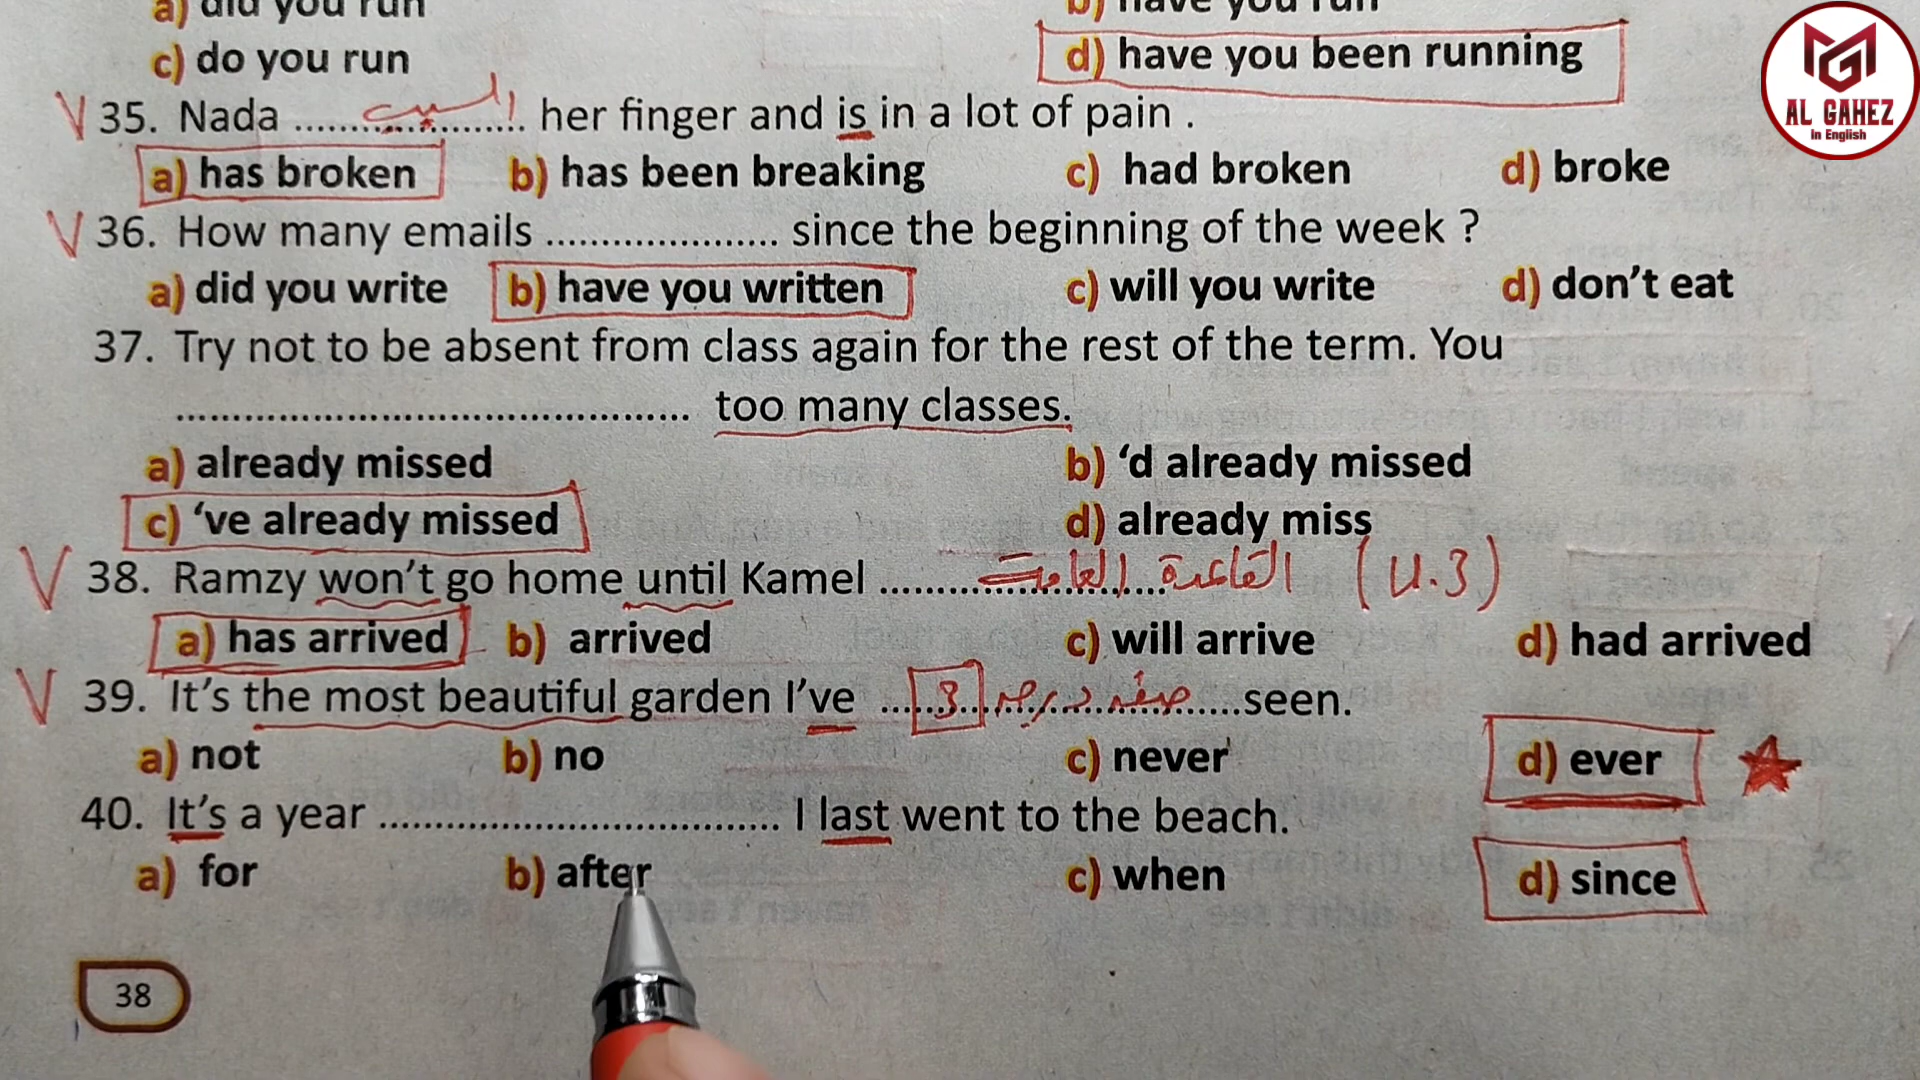 a) did you run b) have you run
c) do you run d) have you been running
MG
AL GAHEZ
in English
السبب
V 35. Nada ........................ her finger and is in a lot of pain .
a) has broken b) has been breaking c) had broken d) broke
V 36. How many emails ..................... since the beginning of the week ?
a) did you write b) have you written c) will you write d) don’t eat
37. Try not to be absent from class again for the rest of the term. You
.............................................. too many classes.
a) already missed b) ‘d already missed
c) ‘ve already missed d) already miss
V 38. Ramzy won’t go home until Kamel .......................... القاعدة العامة (U.3)
a) has arrived b) arrived c) will arrive d) had arrived
V 39. It’s the most beautiful garden I’ve ................................ seen.
3 صفه درجه
a) not b) no c) never d) ever
40. It’s a year .................................... I last went to the beach.
a) for b) after c) when d) since
38